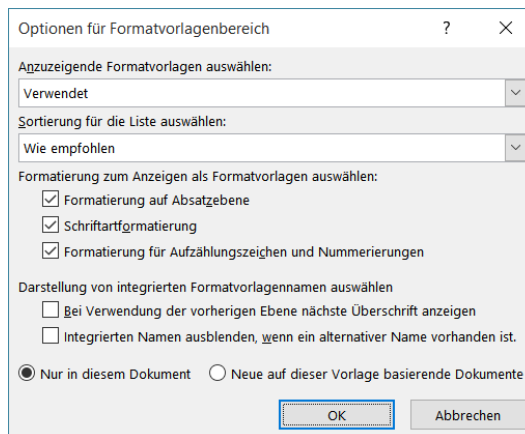 Optionen für Formatvorlagenbereich
Anzuzeigende Formatvorlagen auswählen:
Verwendet
Sortierung für die Liste auswählen:
Wie empfohlen
Formatierung zum Anzeigen als Formatvorlagen auswählen:
Formatierung auf Absatzebene
Schriftartformatierung
Formatierung für Aufzählungszeichen und Nummerierungen
Darstellung von integrierten Formatvorlagennamen auswählen
Bei Verwendung der vorherigen Ebene nächste Überschrift anzeigen
Integrierten Namen ausblenden, wenn ein alternativer Name vorhanden ist.
Nur in diesem Dokument Neue auf dieser Vorlage basierende Dokumente
OK Abbrechen